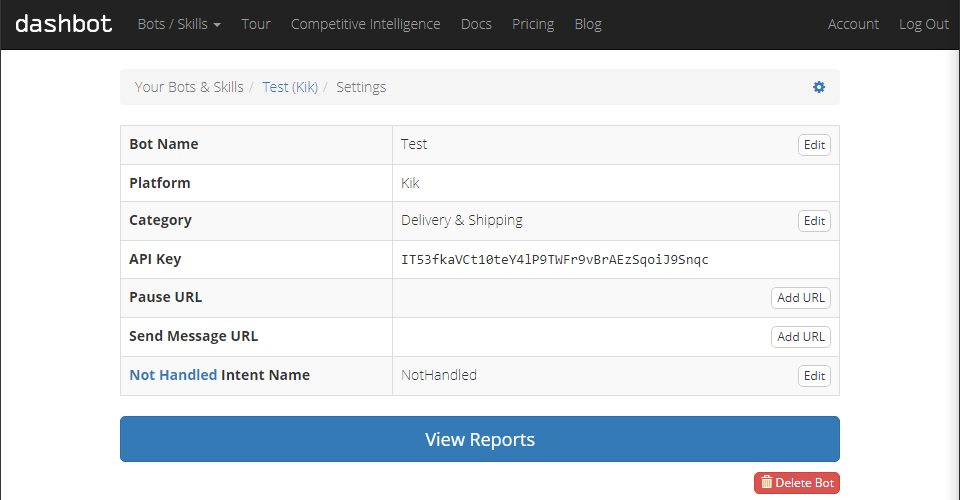 dashbot Bots / Skills Tour Competitive Intelligence Docs Pricing Blog Account Log Out
Your Bots & Skills / Test (Kik) / Settings
Bot Name Test Edit
Platform Kik
Category Delivery & Shipping Edit
API Key IT53fkaVCt10teY4lP9TWFr9vBrAEzSqoiJ9Snqc
Pause URL Add URL
Send Message URL Add URL
Not Handled Intent Name NotHandled Edit
View Reports
Delete Bot